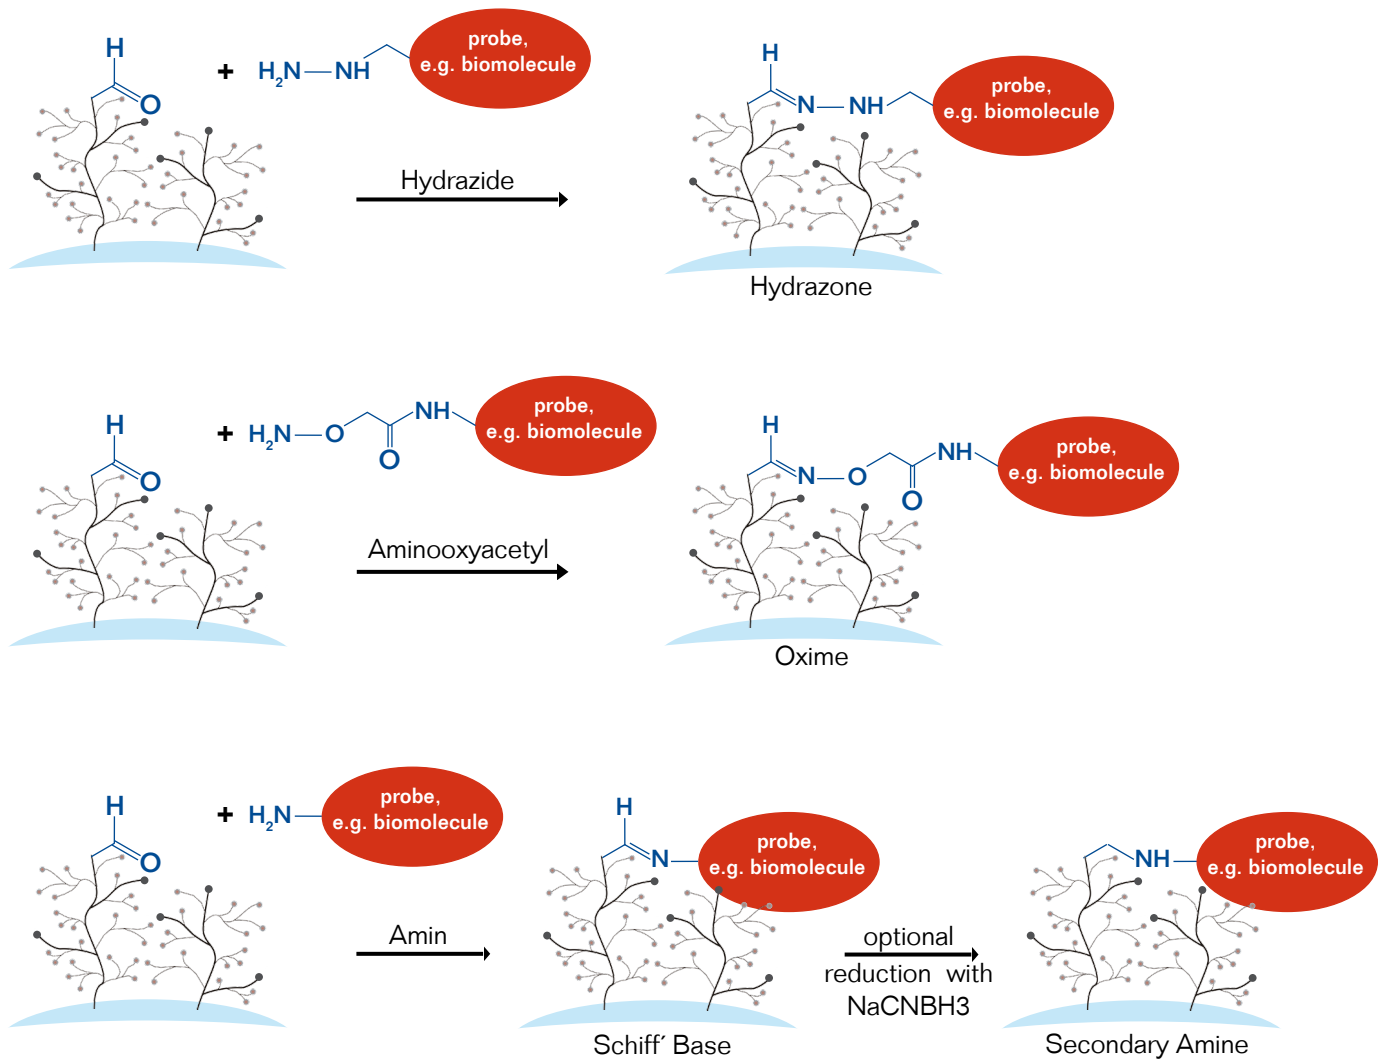 H
O
+
H2N
NH
probe,
e.g. biomolecule
Hydrazide
H
N
NH
probe,
e.g. biomolecule
Hydrazone
H
O
+
H2N
O
O
NH
probe,
e.g. biomolecule
Aminooxyacetyl
H
N
O
O
NH
probe,
e.g. biomolecule
Oxime
H
O
+
H2N
probe,
e.g. biomolecule
Amin
H
N
probe,
e.g. biomolecule
Schiff´ Base
optional
reduction with
NaCNBH3
NH
probe,
e.g. biomolecule
Secondary Amine